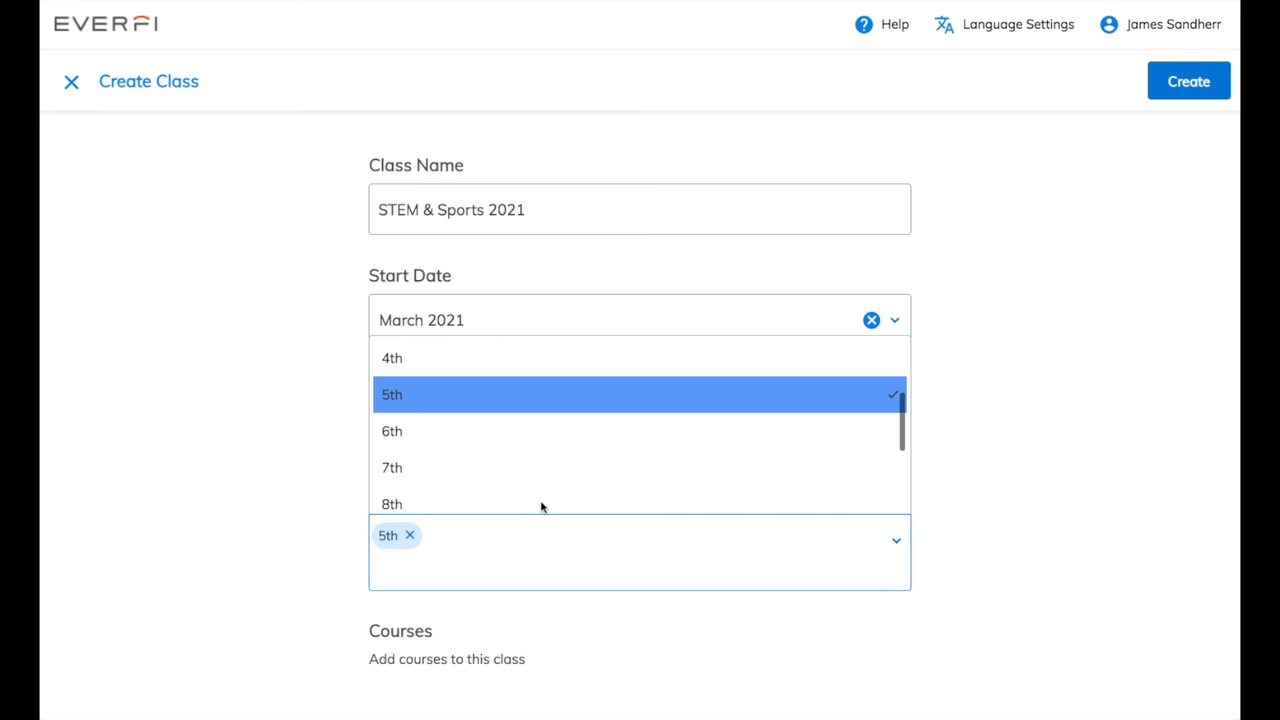 EVERFI
Help
Language Settings
James Sandherr
Create Class
Create
Class Name
STEM & Sports 2021
Start Date
March 2021
4th
5th
6th
7th
8th
5th
Courses
Add courses to this class